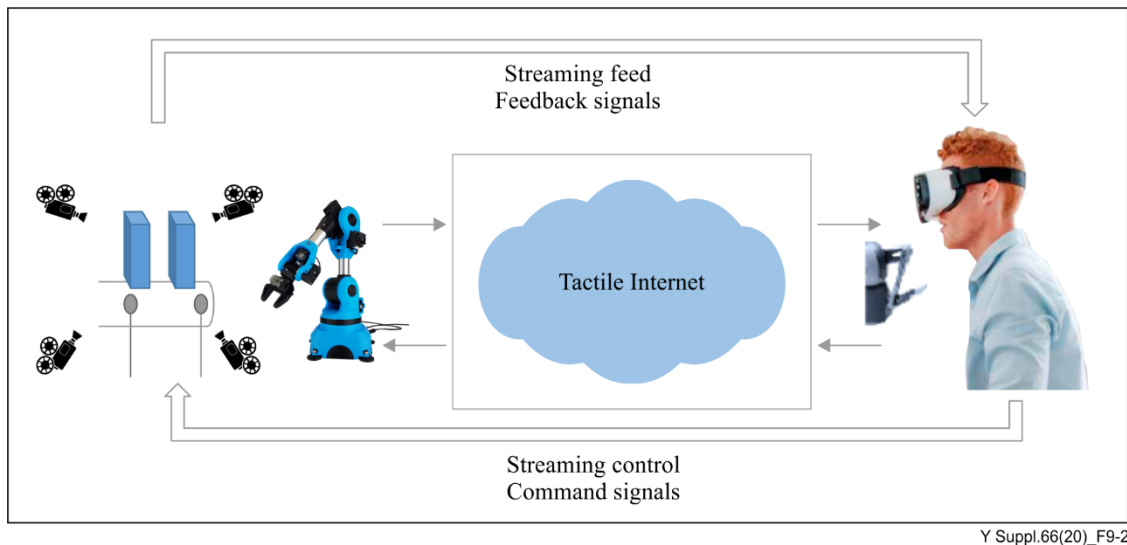 Streaming feed
Feedback signals
Tactile Internet
Streaming control
Command signals
Y Suppl.66(20)_F9-2